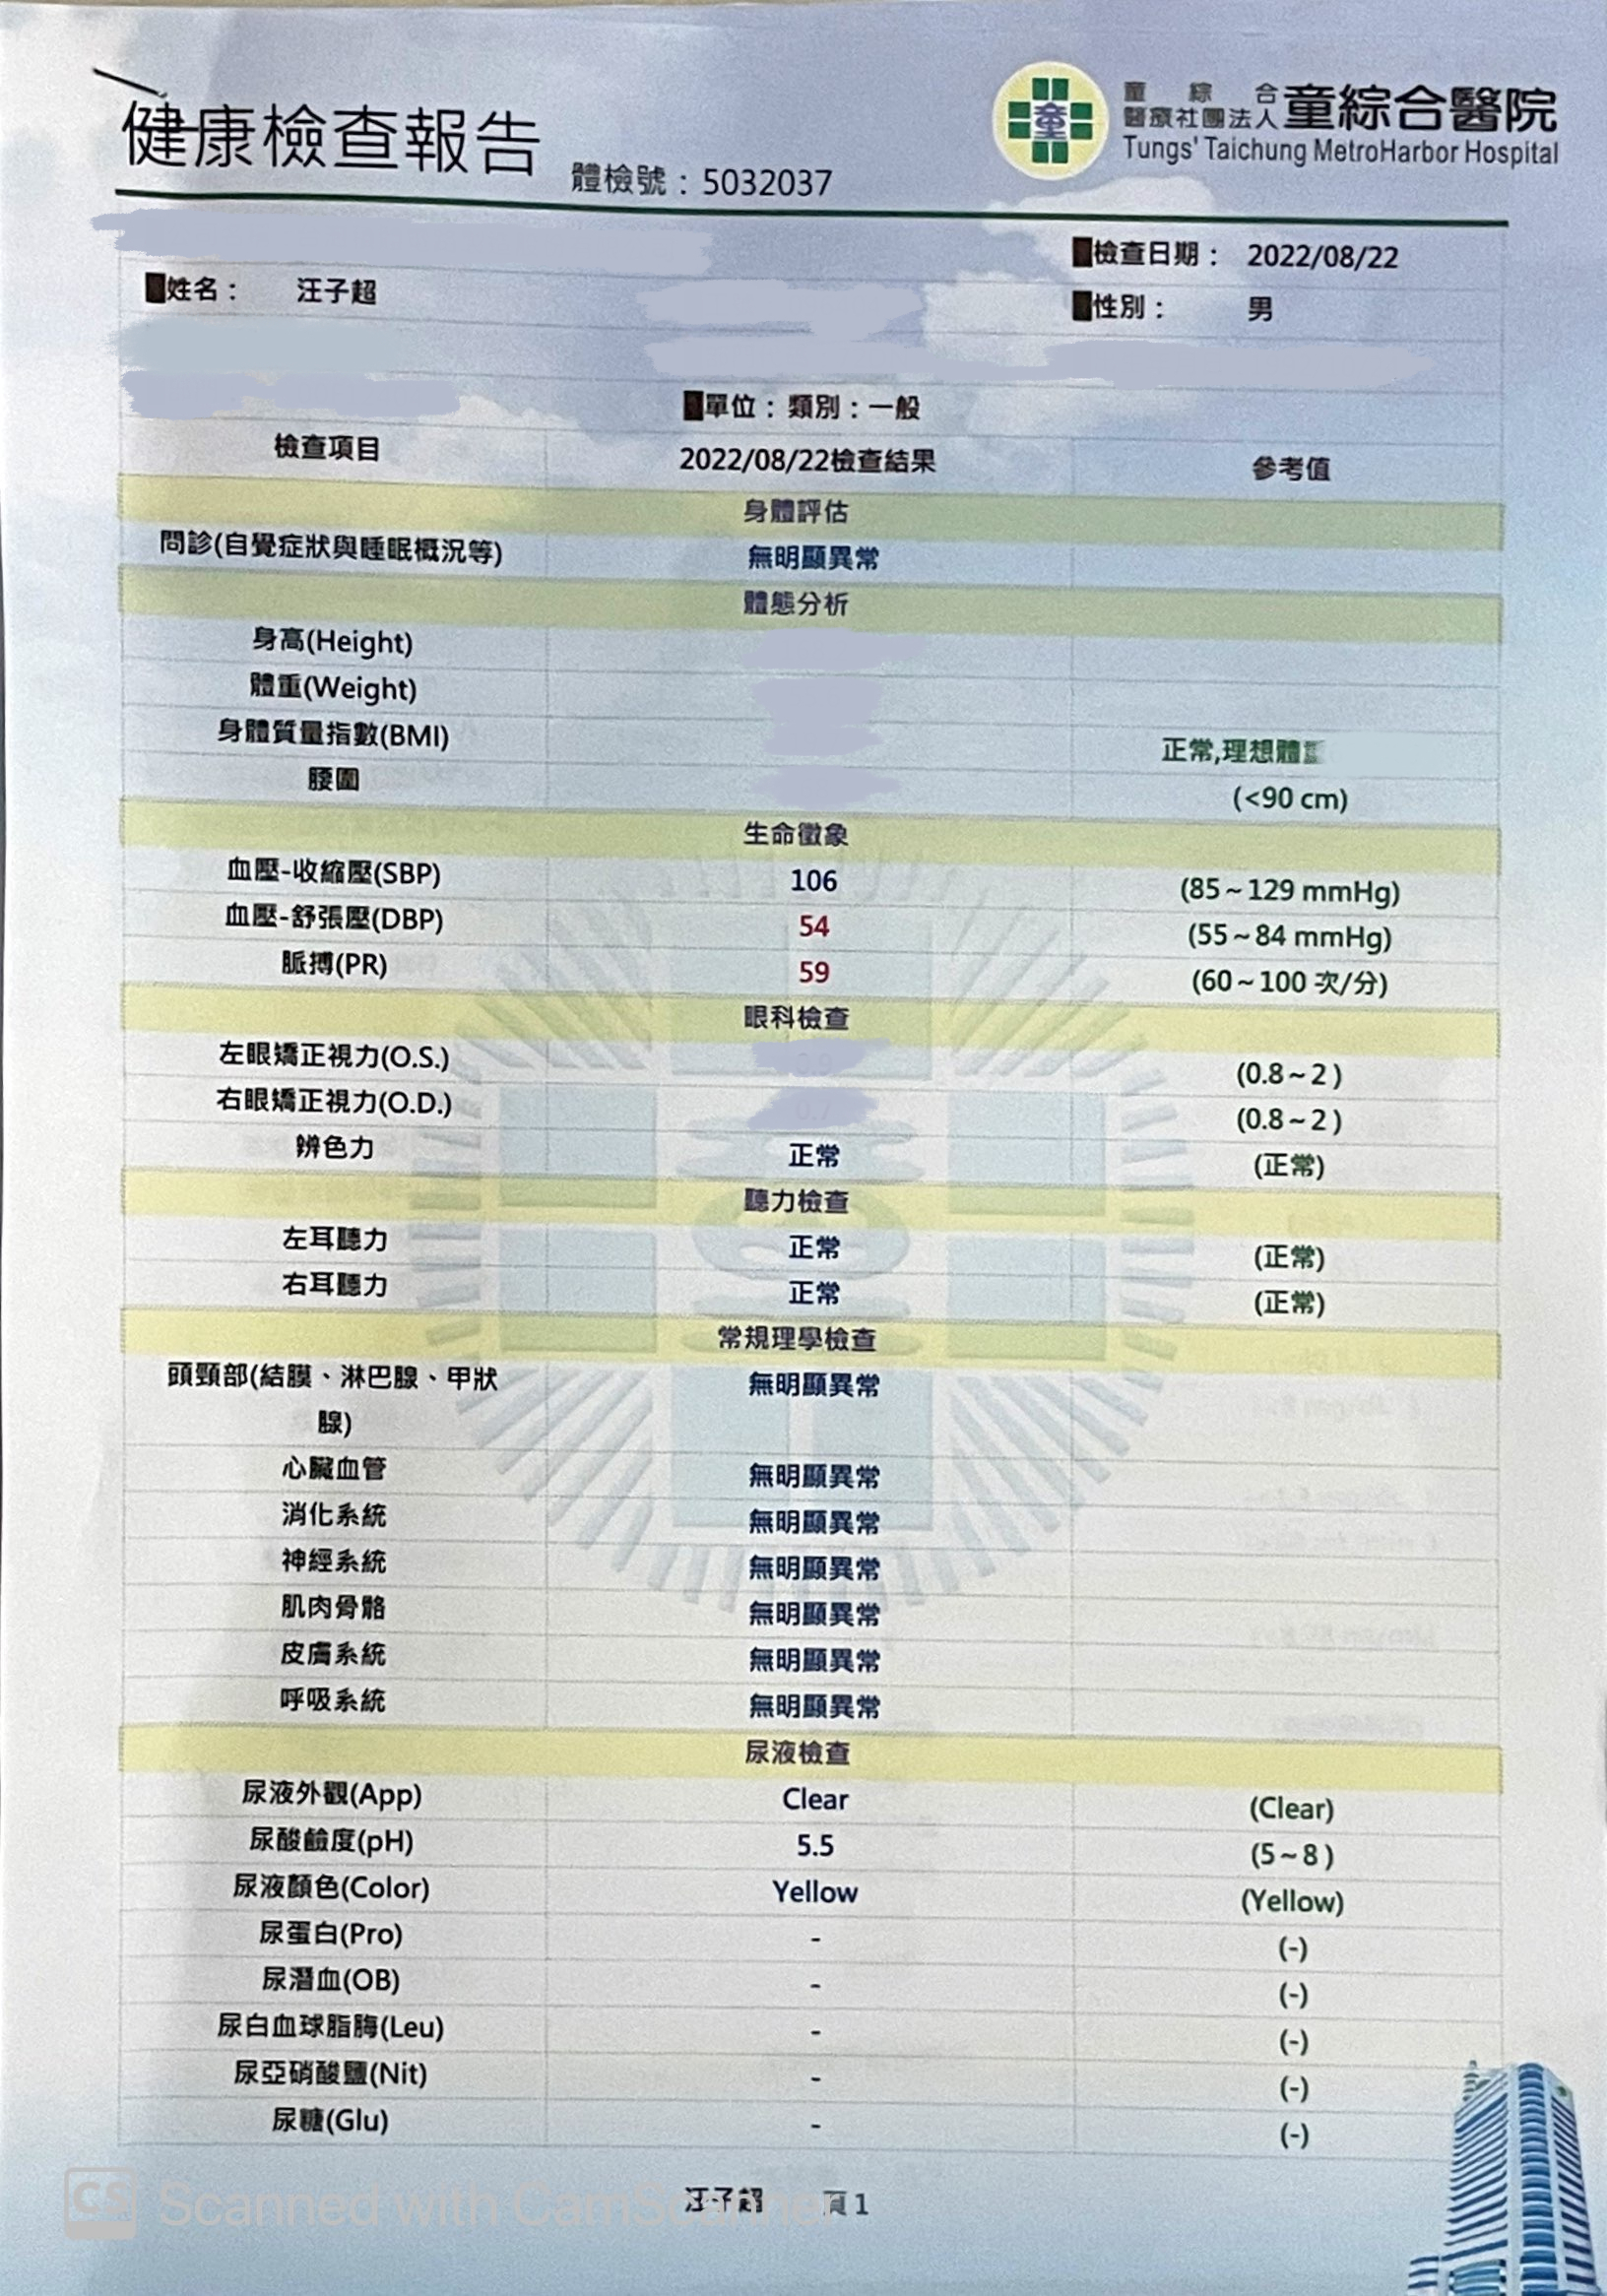 健康檢查報告 體檢號：5032037
童綜合
醫療社團法人 童綜合醫院
Tungs' Taichung MetroHarbor Hospital
檢查日期： 2022/08/22
姓名： 汪子超
性別： 男
單位：類別：一般
檢查項目 2022/08/22檢查結果 參考值
身體評估
問診(自覺症狀與睡眠概況等) 無明顯異常
體態分析
身高(Height)
體重(Weight)
身體質量指數(BMI) 正常,理想體
腰圍 (<90 cm)
生命徵象
血壓-收縮壓(SBP) 106 (85~129 mmHg)
血壓-舒張壓(DBP) 54 (55~84 mmHg)
脈搏(PR) 59 (60~100 次/分)
眼科檢查
左眼矯正視力(O.S.) (0.8~2 )
右眼矯正視力(O.D.) (0.8~2 )
辨色力 正常 (正常)
聽力檢查
左耳聽力 正常 (正常)
右耳聽力 正常 (正常)
常規理學檢查
頭頸部(結膜、淋巴腺、甲狀 無明顯異常
腺)
心臟血管 無明顯異常
消化系統 無明顯異常
神經系統 無明顯異常
肌肉骨骼 無明顯異常
皮膚系統 無明顯異常
呼吸系統 無明顯異常
尿液檢查
尿液外觀(App) Clear (Clear)
尿酸鹼度(pH) 5.5 (5~8 )
尿液顏色(Color) Yellow (Yellow)
尿蛋白(Pro) - (-)
尿潛血(OB) - (-)
尿白血球脂脢(Leu) - (-)
尿亞硝酸鹽(Nit) - (-)
尿糖(Glu) - (-)
汪子超 頁 1
CS Scanned with CamScanner